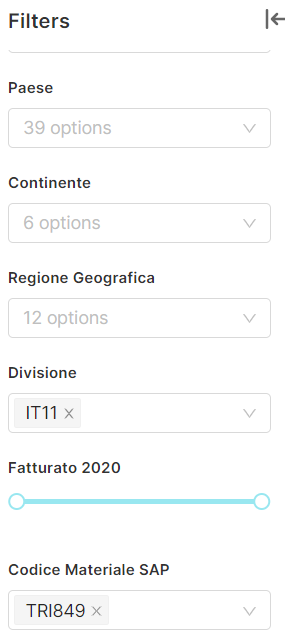 Filters
Paese
39 options
Continente
6 options
Regione Geografica
12 options
Divisione
IT11
Fatturato 2020
Codice Materiale SAP
TRI849